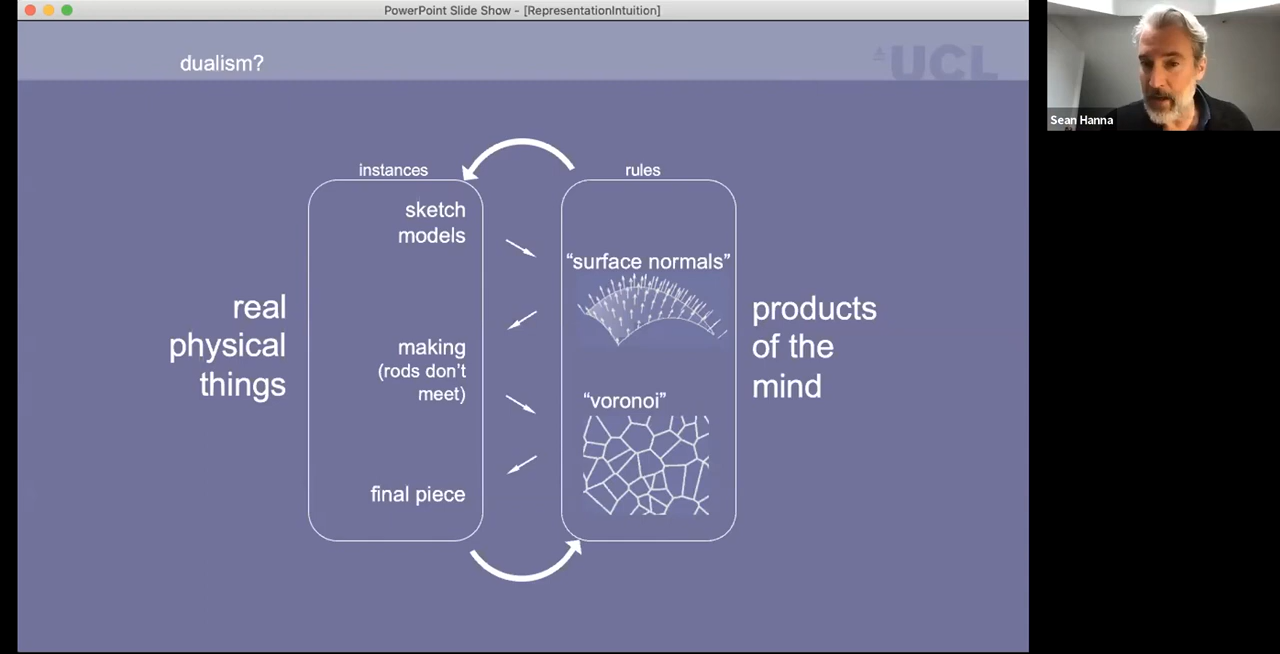 PowerPoint Slide Show - [RepresentationIntuition]
dualism?
UCL
Sean Hanna
instances
rules
sketch
models
"surface normals"
real
physical
things
products
of the
mind
making
(rods don't
meet)
"voronoi"
final piece